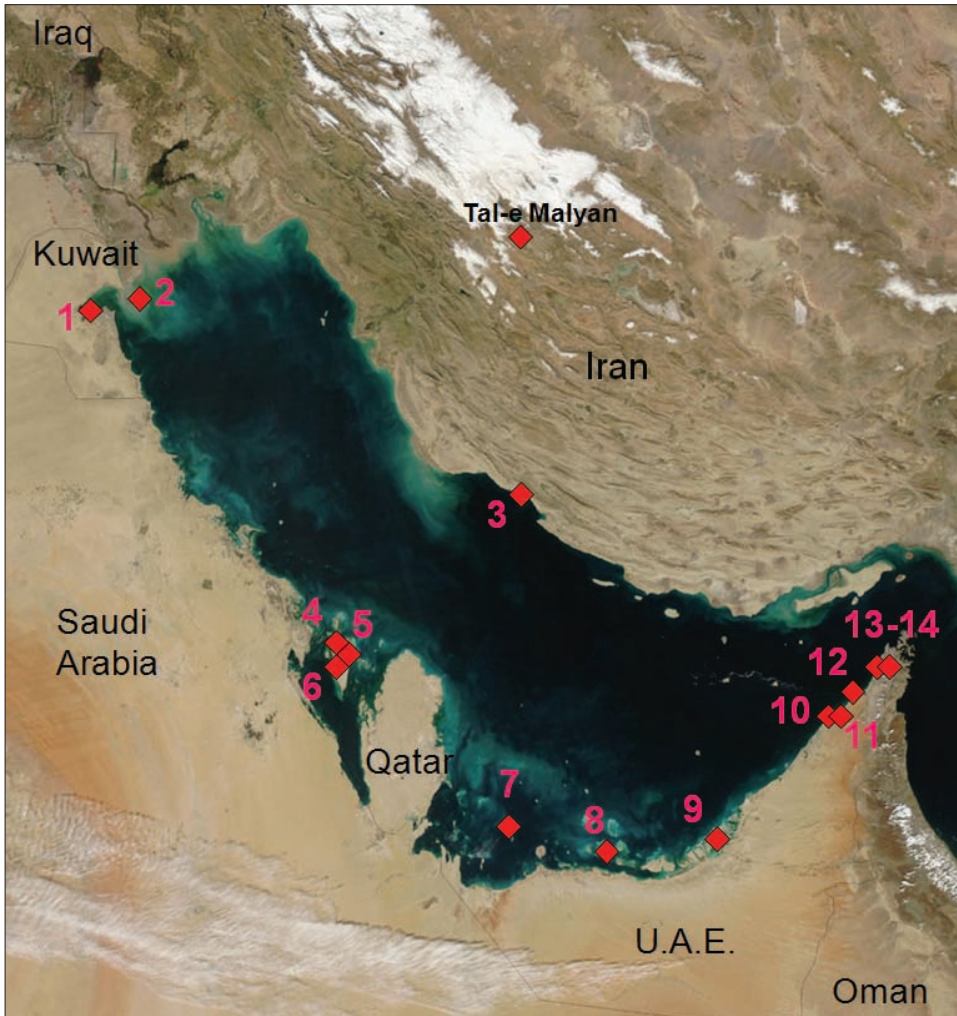 Iraq
Tal-e Malyan
Kuwait
2
1
Iran
3
Saudi
Arabia
4
5
6
13-14
12
10
11
Qatar
7
8
9
U.A.E.
Oman